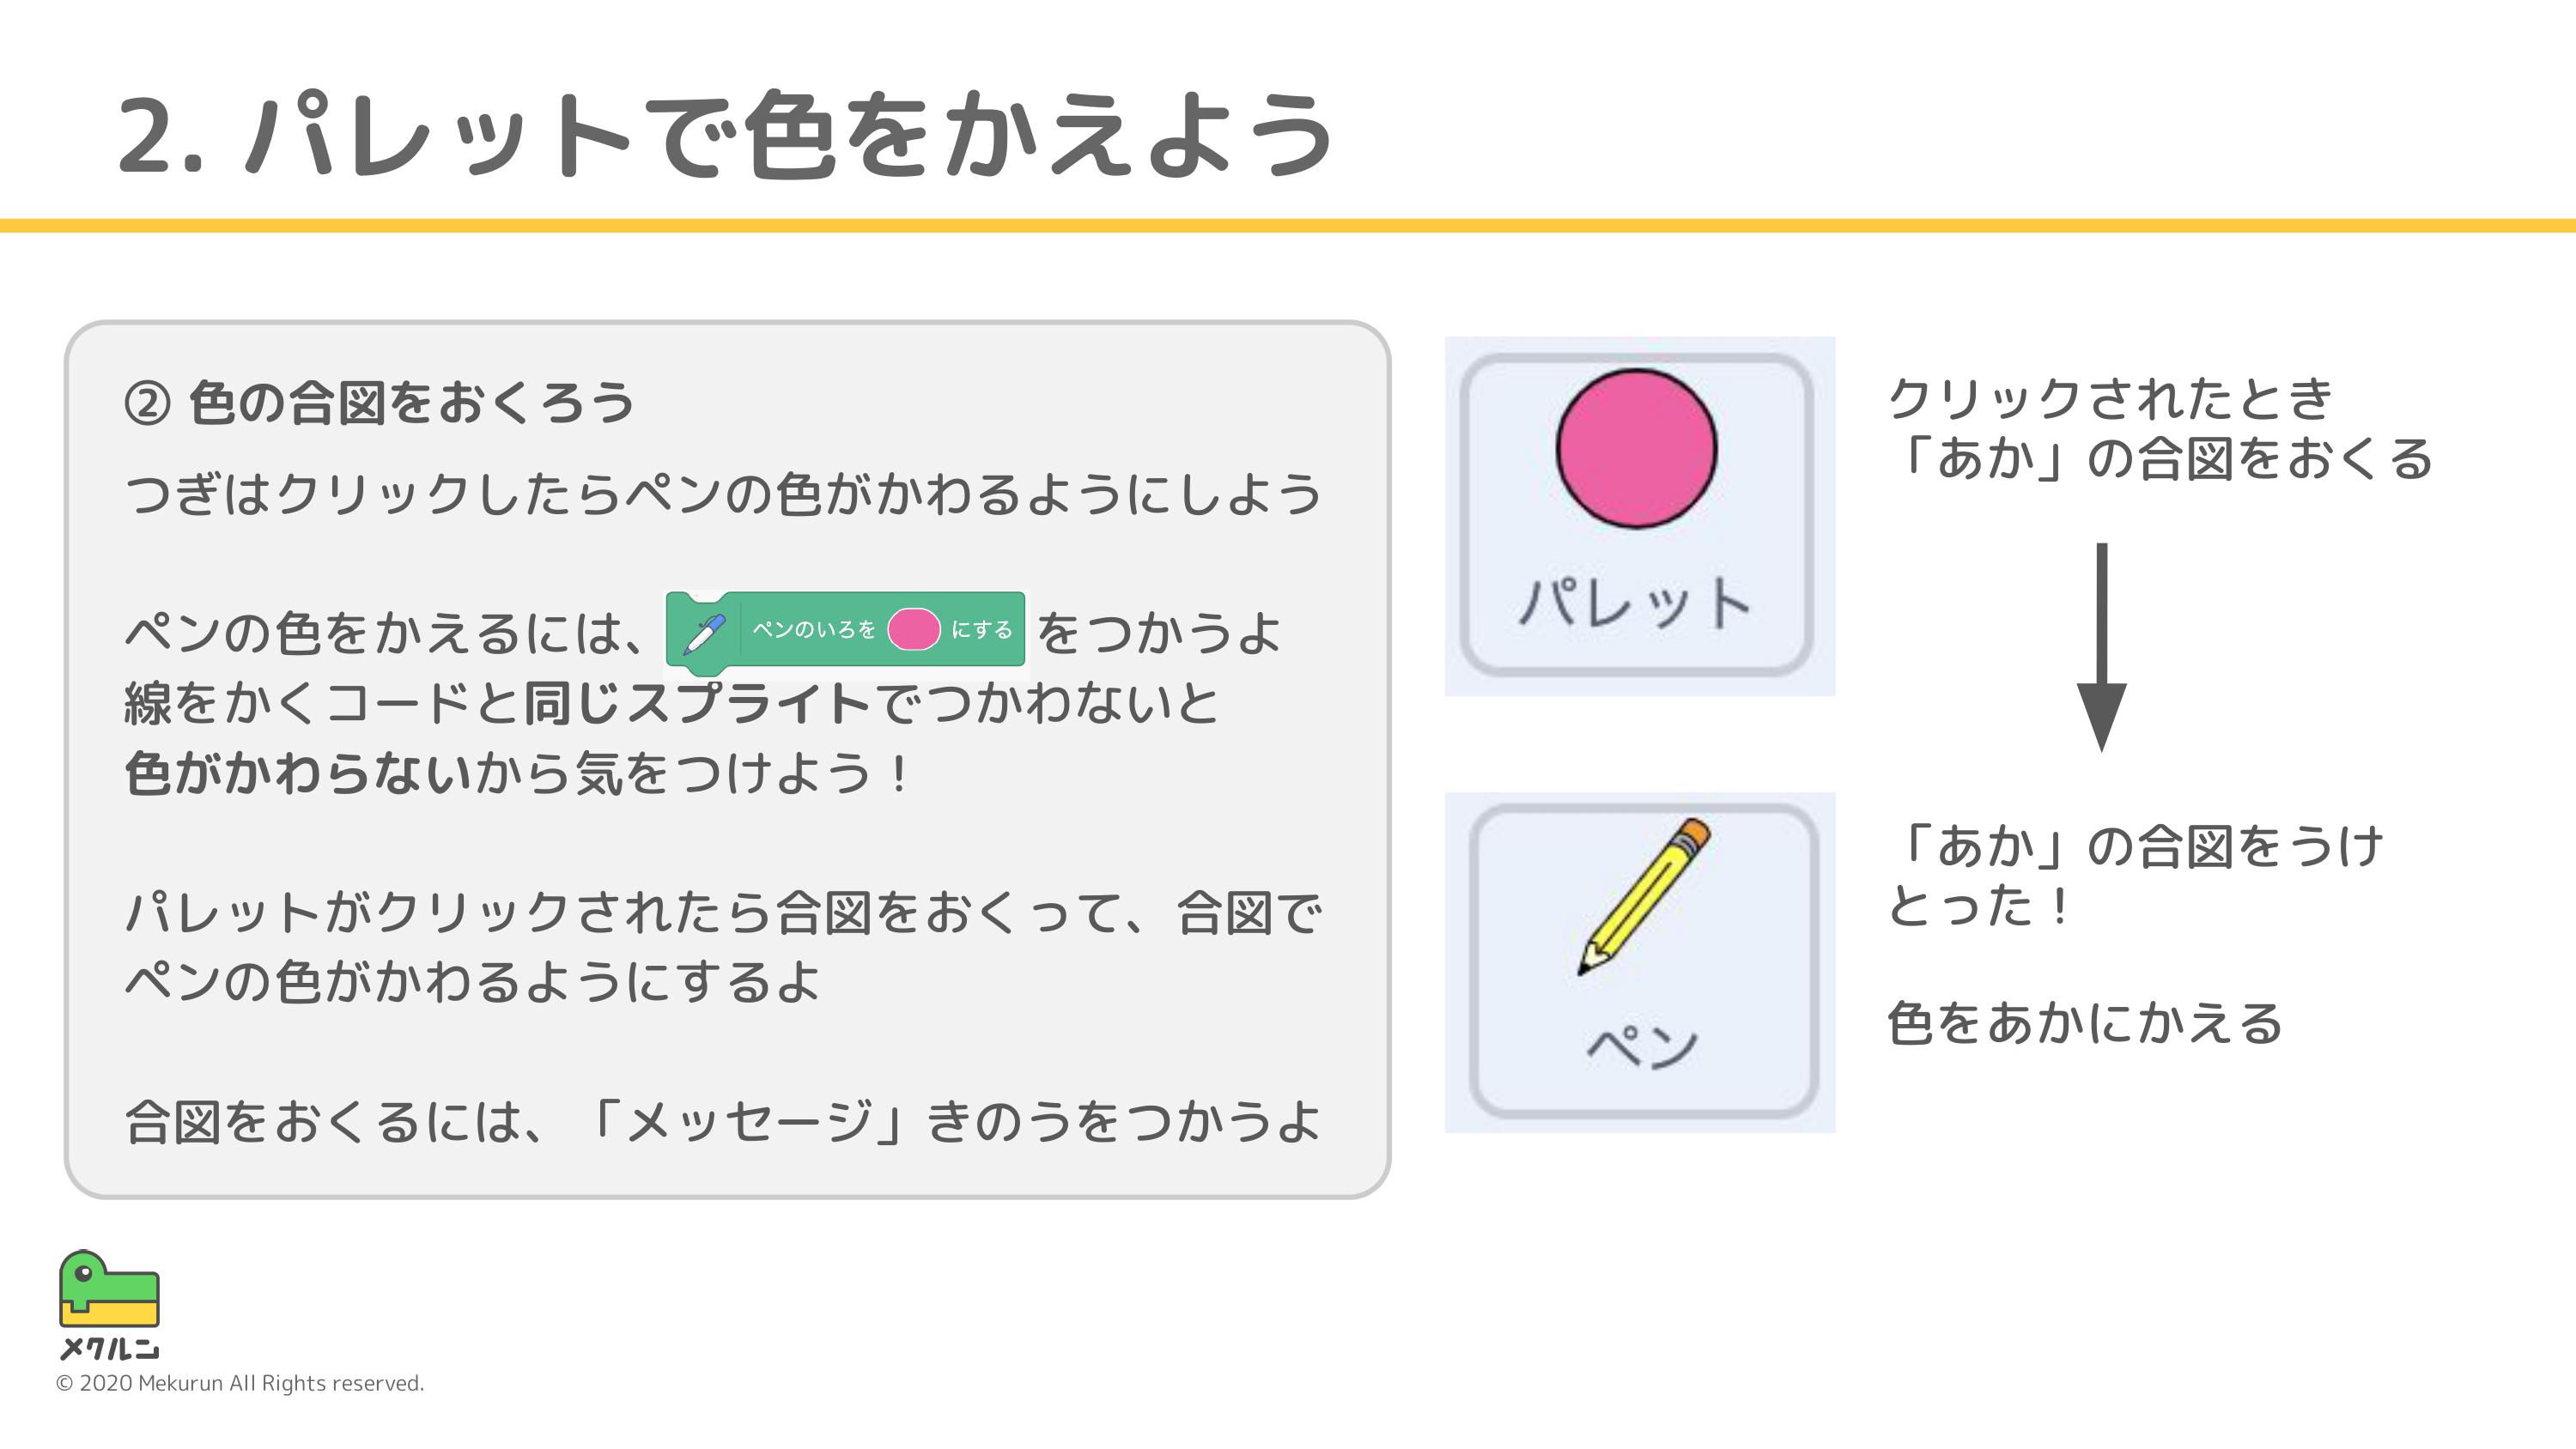 2. パレットで色をかえよう
② 色の合図をおくろう
つぎはクリックしたらペンの色がかわるようにしよう
ペンの色をかえるには、ペンのいろを にする をつかうよ
線をかくコードと同じスプライトでつかわないと
色がかわらないから気をつけよう！
パレットがクリックされたら合図をおくって、合図で
ペンの色がかわるようにするよ
合図をおくるには、「メッセージ」きのうをつかうよ
パレット
クリックされたとき
「あか」の合図をおくる
ペン
「あか」の合図をうけ
とった！
色をあかにかえる
メクルン
© 2020 Mekurun All Rights reserved.